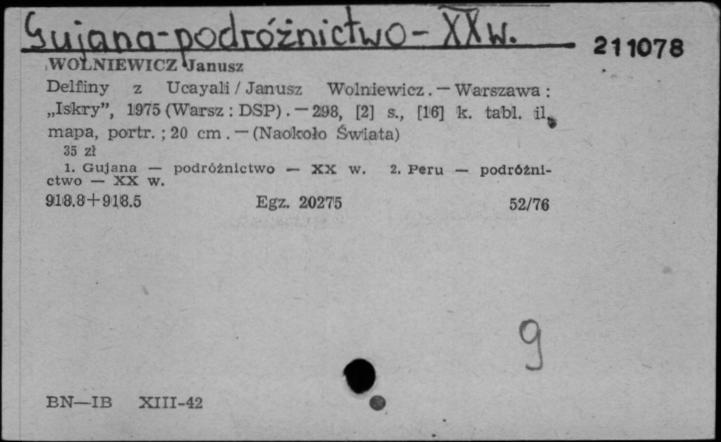 Gujana-podróżnictwo-XXw.
211078
WOLNIEWICZ Janusz
Delfiny z Ucayali / Janusz Wolniewicz. — Warszawa :
„Iskry”, 1975 (Warsz : DSP). — 298, [2] s., [16] k. tabl. il.,
mapa, portr. ; 20 cm. — (Naokoło Świata)
35 zł
1. Gujana — podróżnictwo — XX w. 2. Peru — podróżni-
ctwo — XX w.
918.8+918.5 Egz. 20275 52/76
9
BN—IB XIII-42